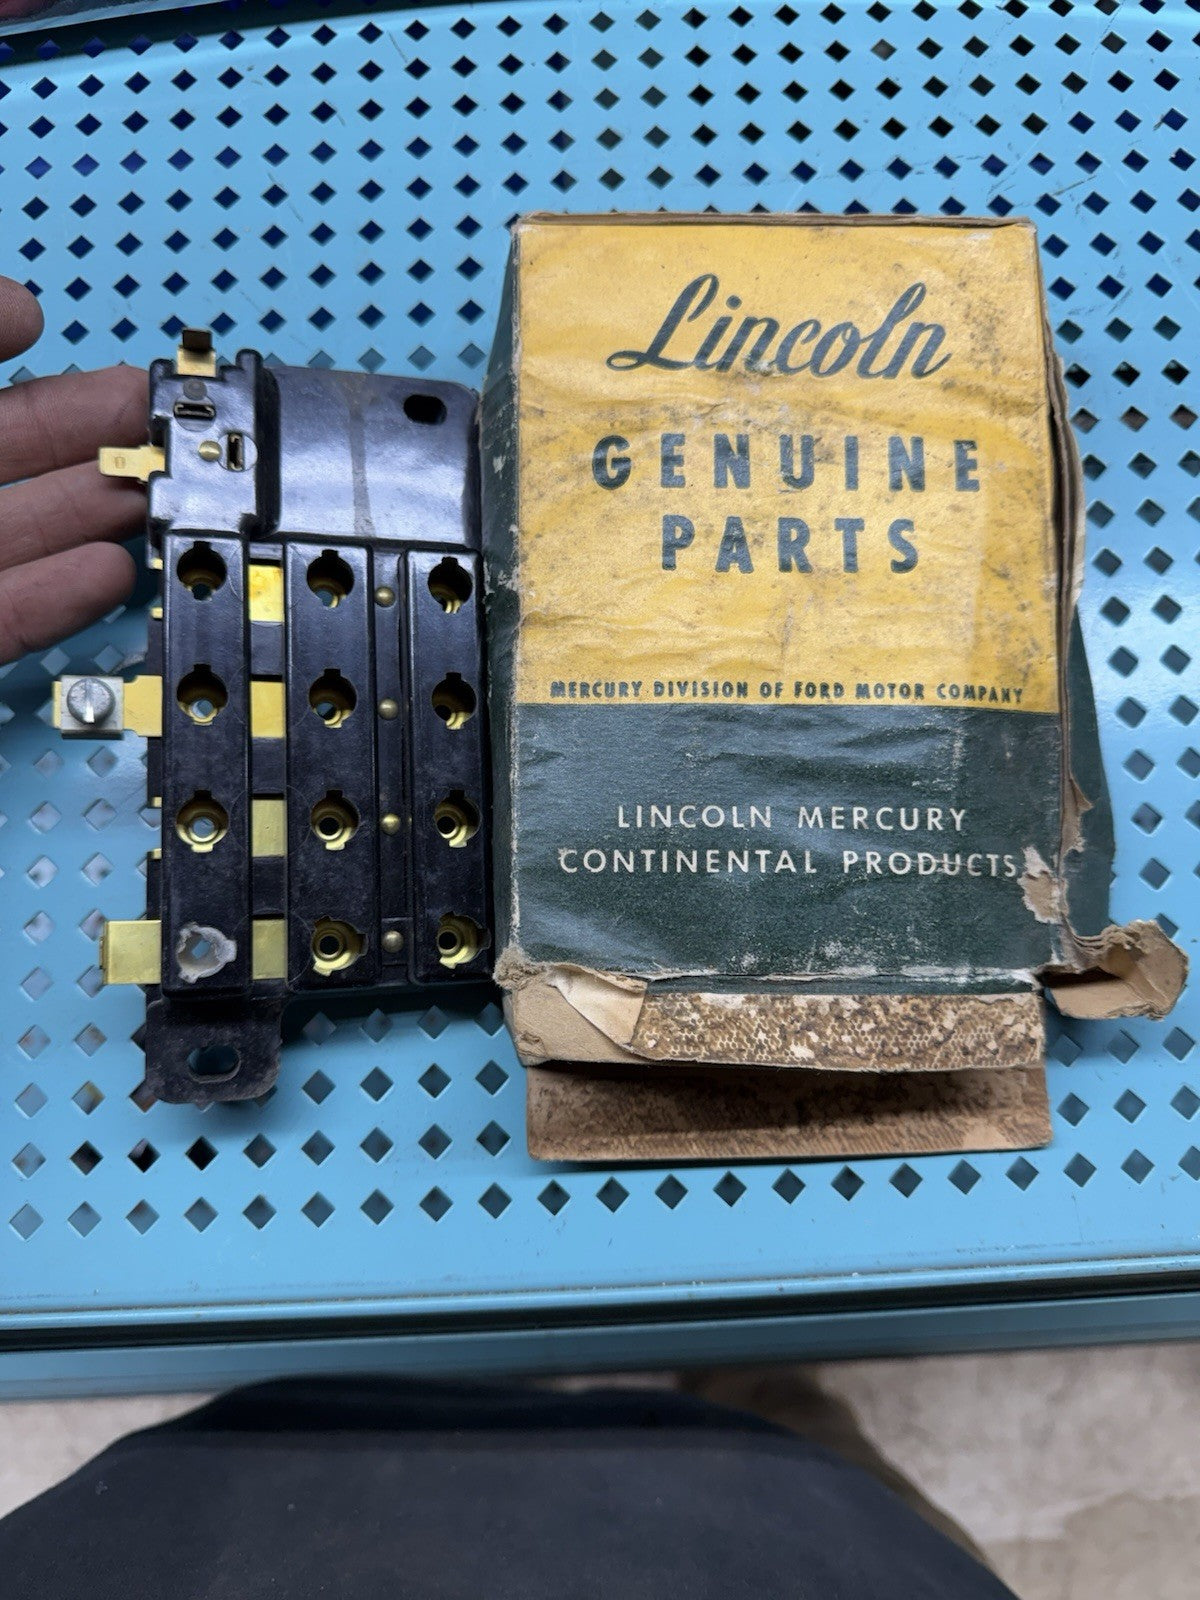 Lincoln
GENUINE
PARTS
MERCURY DIVISION OF FORD MOTOR COMPANY
LINCOLN MERCURY
CONTINENTAL PRODUCTS